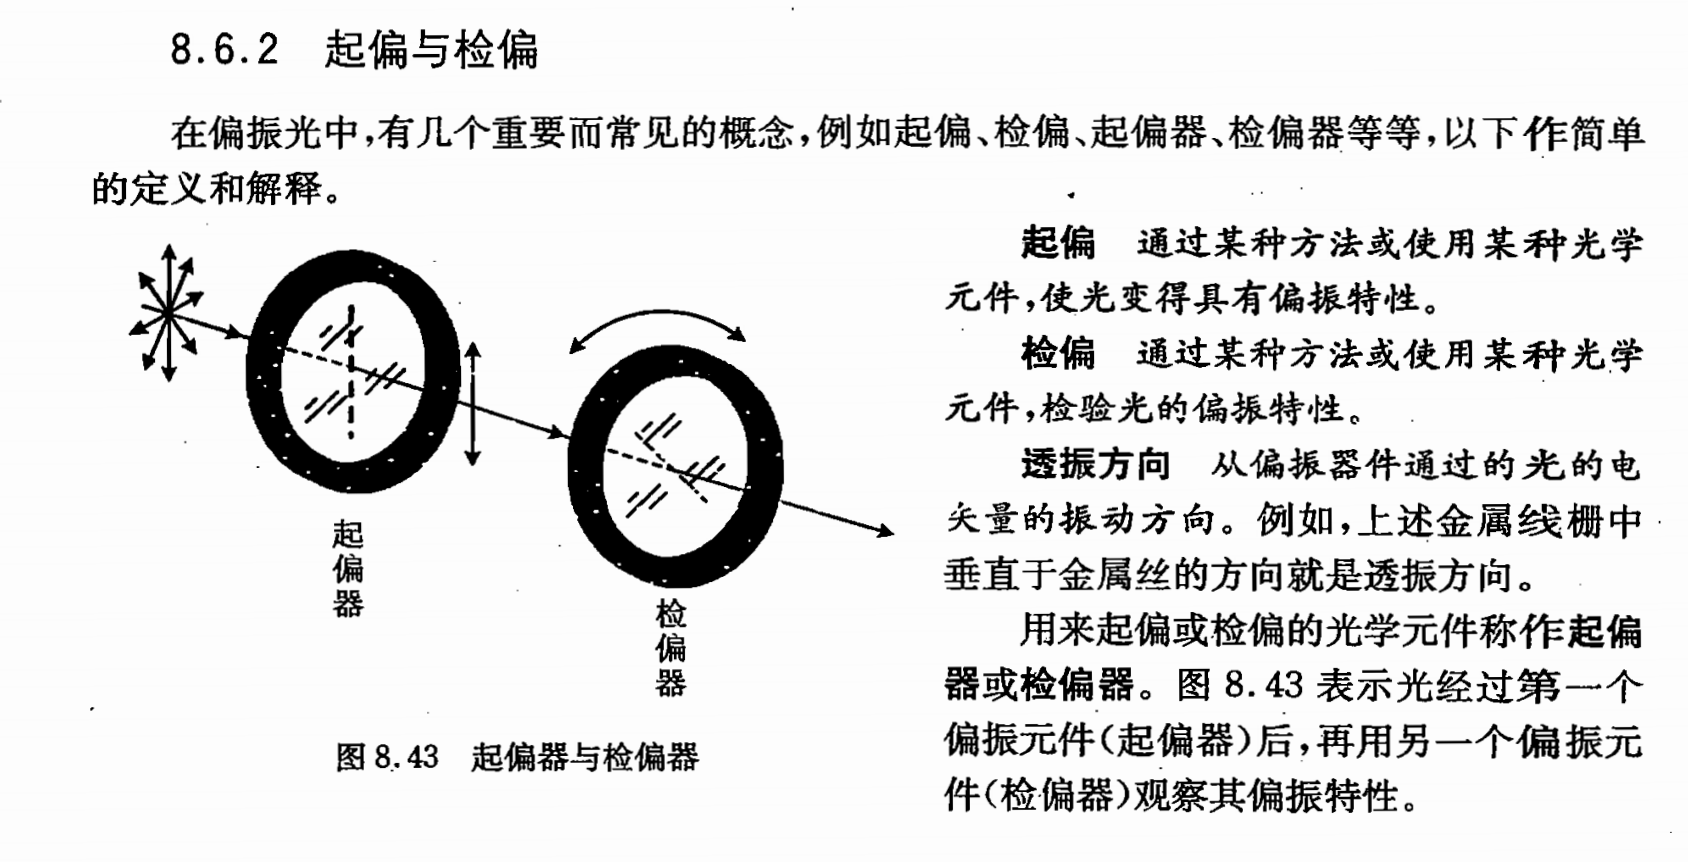 8.6.2 起偏与检偏
在偏振光中,有几个重要而常见的概念,例如起偏、检偏、起偏器、检偏器等等,以下作简单
的定义和解释。
起偏 通过某种方法或使用某种光学
元件,使光变得具有偏振特性。
检偏 通过某种方法或使用某种光学
元件,检验光的偏振特性。
透振方向 从偏振器件通过的光的电
矢量的振动方向。例如,上述金属线栅中
垂直于金属丝的方向就是透振方向。
用来起偏或检偏的光学元件称作起偏
器或检偏器。图 8.43 表示光经过第一个
偏振元件(起偏器)后,再用另一个偏振元
件(检偏器)观察其偏振特性。
起偏器
检偏器
图 8.43 起偏器与检偏器